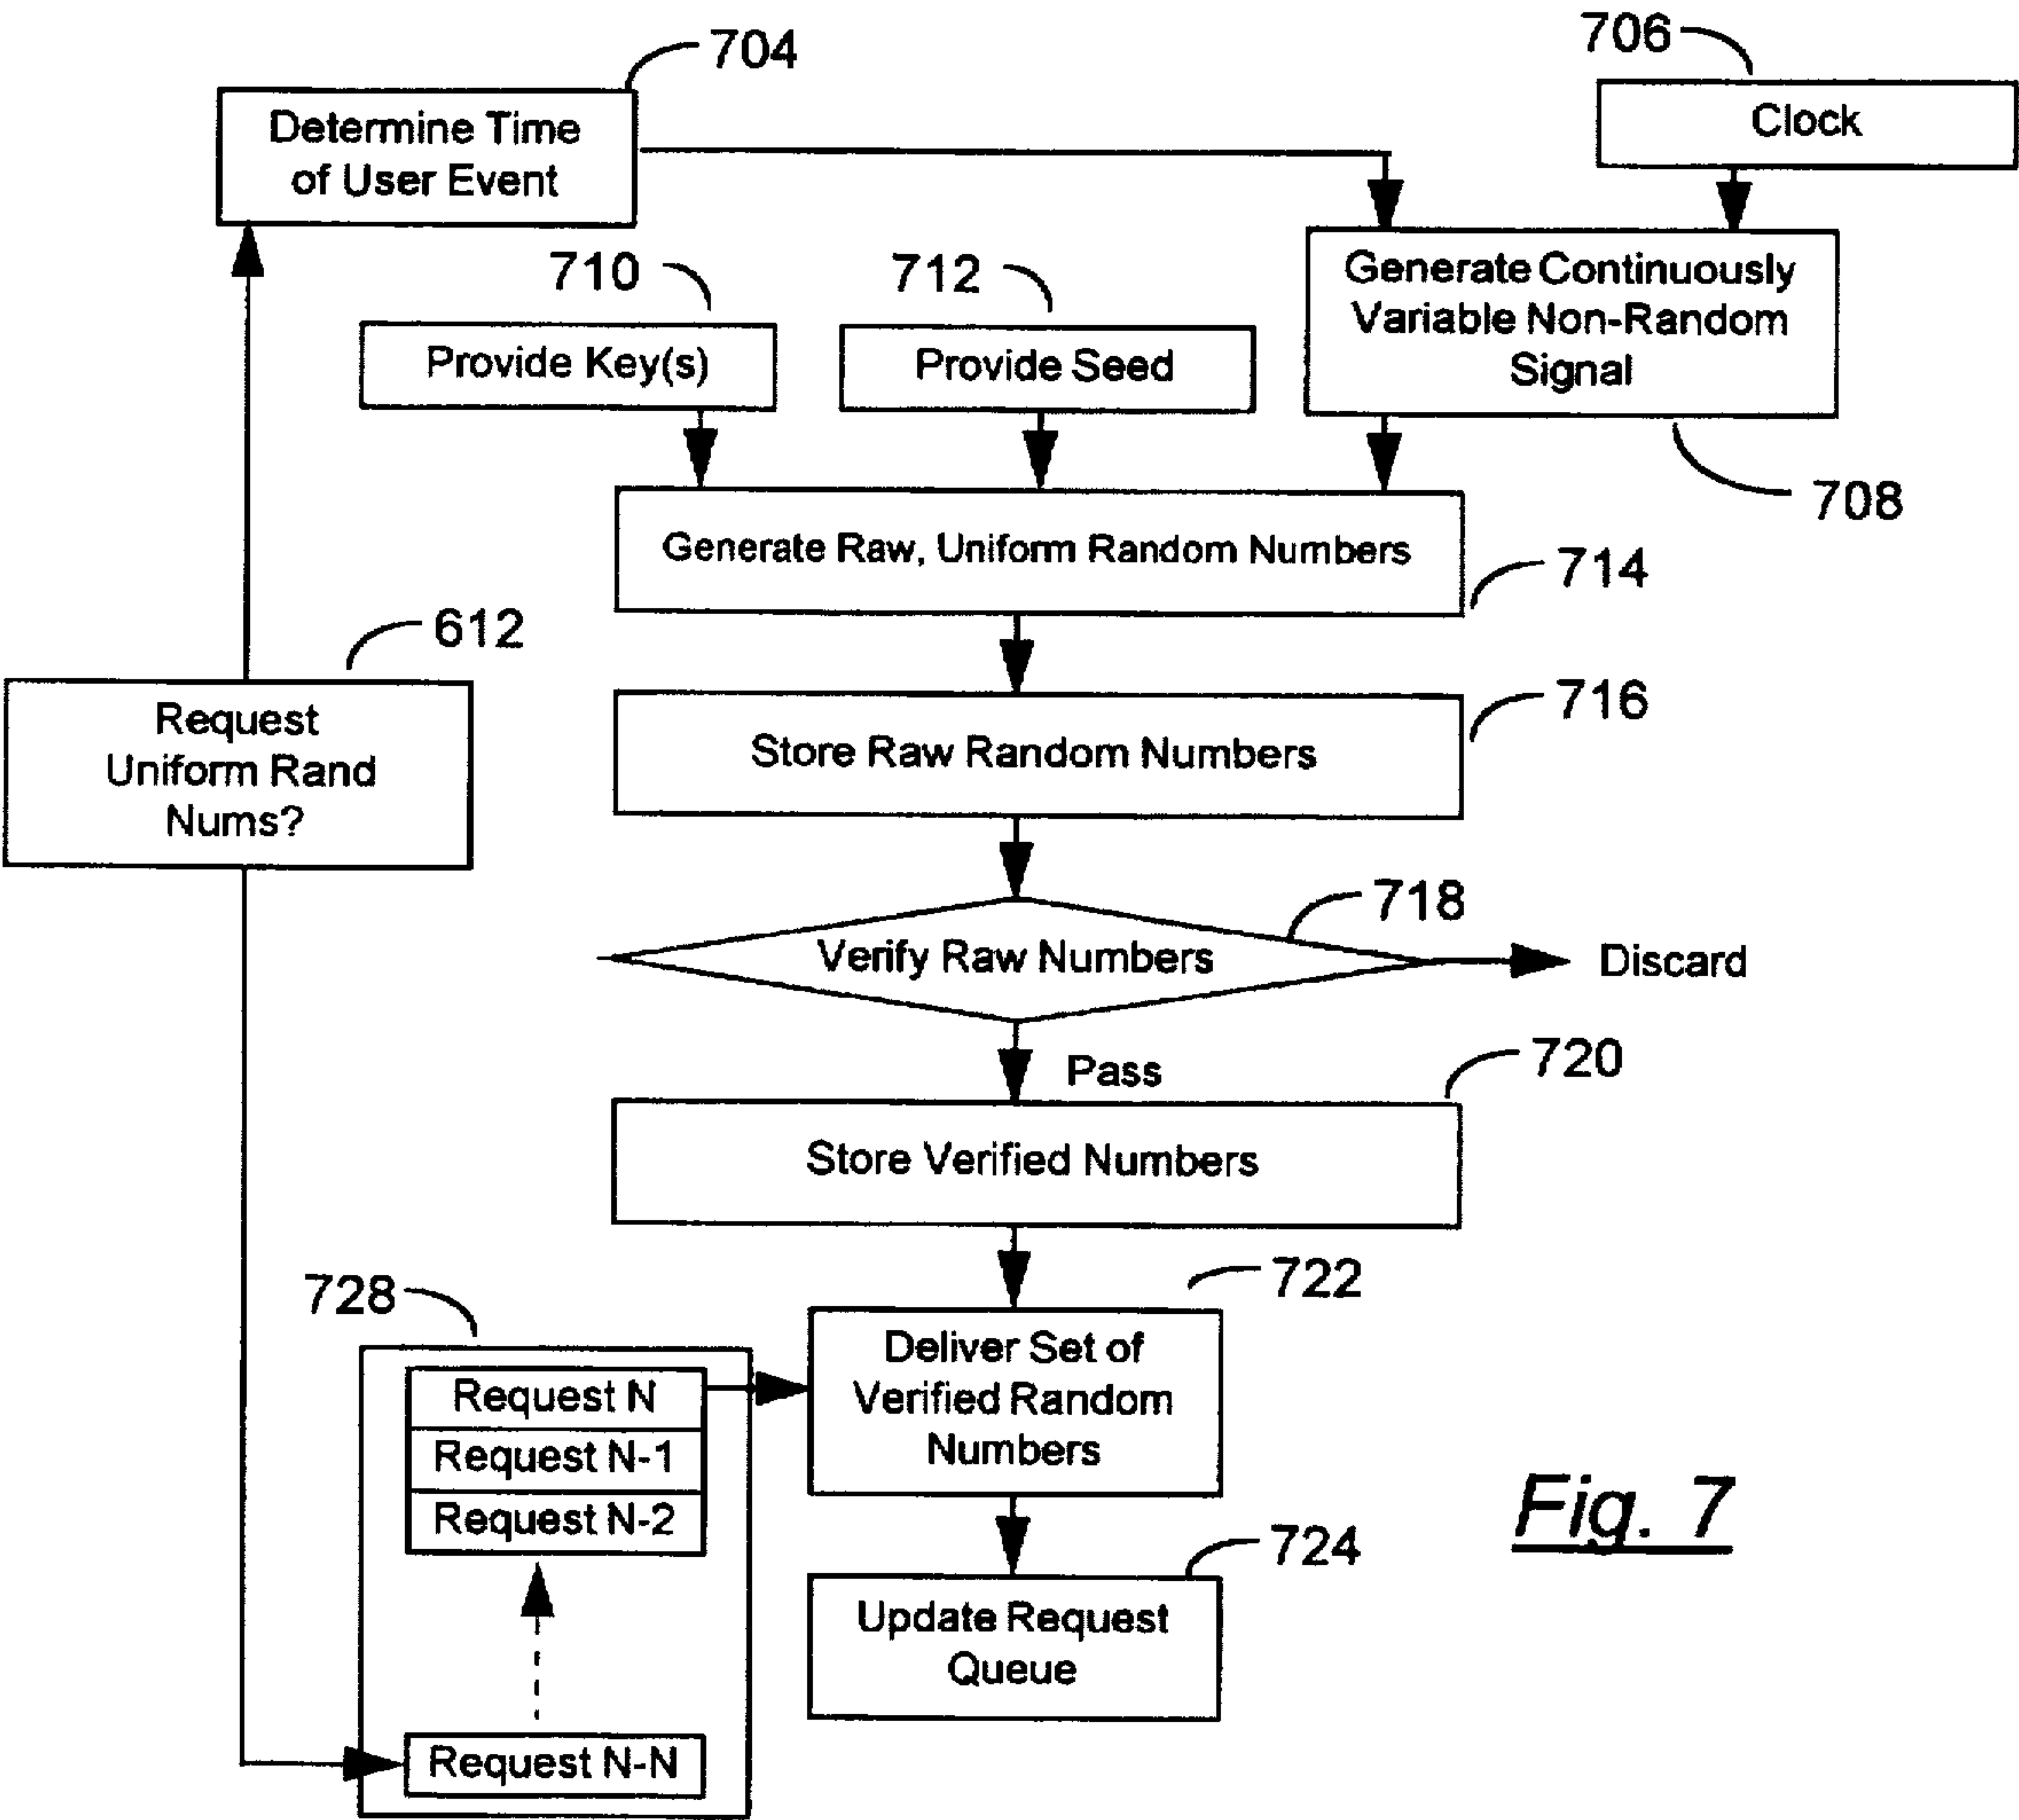 704
706
Determine Time
of User Event
Clock
710
712
Generate Continuously
Variable Non-Random
Signal
Provide Key(s)
Provide Seed
708
Generate Raw, Uniform Random Numbers
714
612
Request
Uniform Rand
Nums?
716
Store Raw Random Numbers
718
Verify Raw Numbers
Discard
Pass
720
Store Verified Numbers
722
728
Deliver Set of
Verified Random
Numbers
Request N
Request N-1
Request N-2
Fig. 7
724
Update Request
Queue
Request N-N